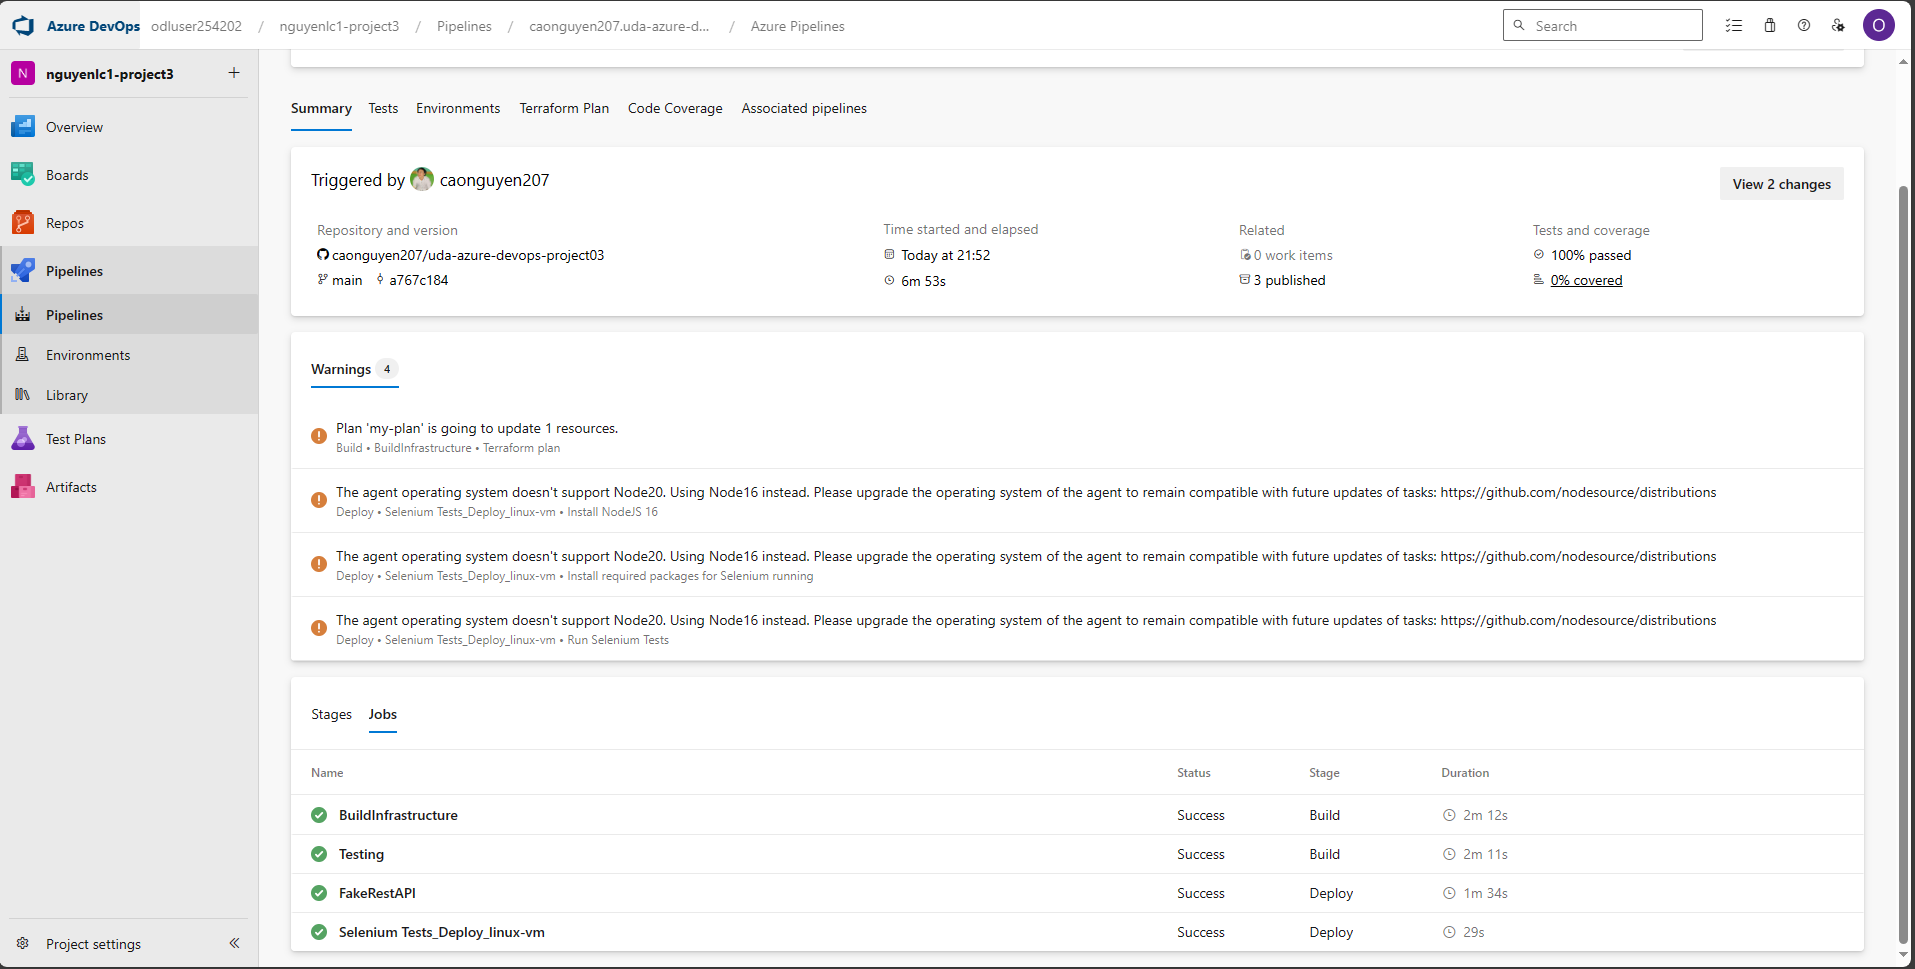 Azure DevOps odluser254202 / nguyenlc1-project3 / Pipelines / caonguyen207.uda-azure-d... / Azure Pipelines
Search
O
N nguyenlc1-project3 +
Overview
Boards
Repos
Pipelines
Pipelines
Environments
Library
Test Plans
Artifacts
Project settings
Summary Tests Environments Terraform Plan Code Coverage Associated pipelines
Triggered by caonguyen207
View 2 changes
Repository and version
caonguyen207/uda-azure-devops-project03
main a767c184
Time started and elapsed
Today at 21:52
6m 53s
Related
0 work items
3 published
Tests and coverage
100% passed
0% covered
Warnings 4
Plan 'my-plan' is going to update 1 resources.
Build • BuildInfrastructure • Terraform plan
The agent operating system doesn't support Node20. Using Node16 instead. Please upgrade the operating system of the agent to remain compatible with future updates of tasks: https://github.com/nodesource/distributions
Deploy • Selenium Tests_Deploy_linux-vm • Install NodeJS 16
The agent operating system doesn't support Node20. Using Node16 instead. Please upgrade the operating system of the agent to remain compatible with future updates of tasks: https://github.com/nodesource/distributions
Deploy • Selenium Tests_Deploy_linux-vm • Install required packages for Selenium running
The agent operating system doesn't support Node20. Using Node16 instead. Please upgrade the operating system of the agent to remain compatible with future updates of tasks: https://github.com/nodesource/distributions
Deploy • Selenium Tests_Deploy_linux-vm • Run Selenium Tests
Stages Jobs
Name Status Stage Duration
BuildInfrastructure Success Build 2m 12s
Testing Success Build 2m 11s
FakeRestAPI Success Deploy 1m 34s
Selenium Tests_Deploy_linux-vm Success Deploy 29s